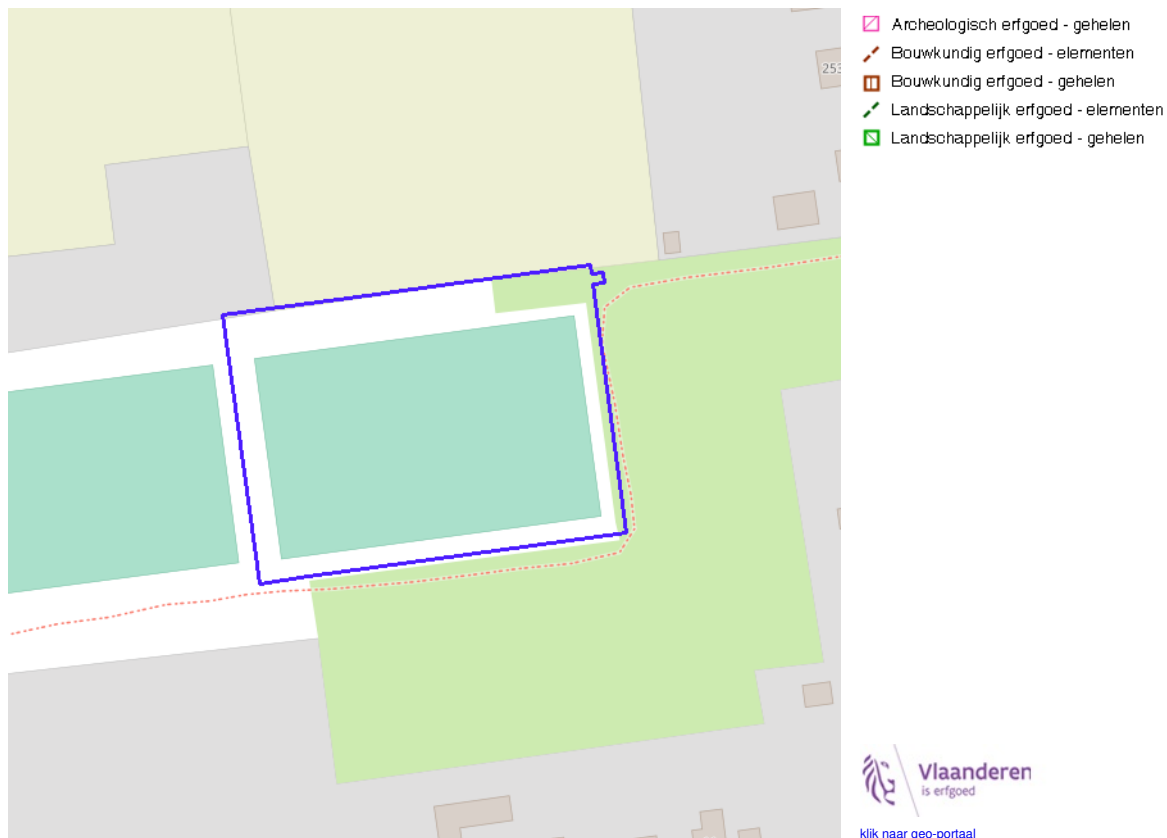 Archeologisch erfgoed - gehelen
Bouwkundig erfgoed - elementen
Bouwkundig erfgoed - gehelen
Landschappelijk erfgoed - elementen
Landschappelijk erfgoed - gehelen
253
Vlaanderen
is erfgoed
klik naar geo-portaal